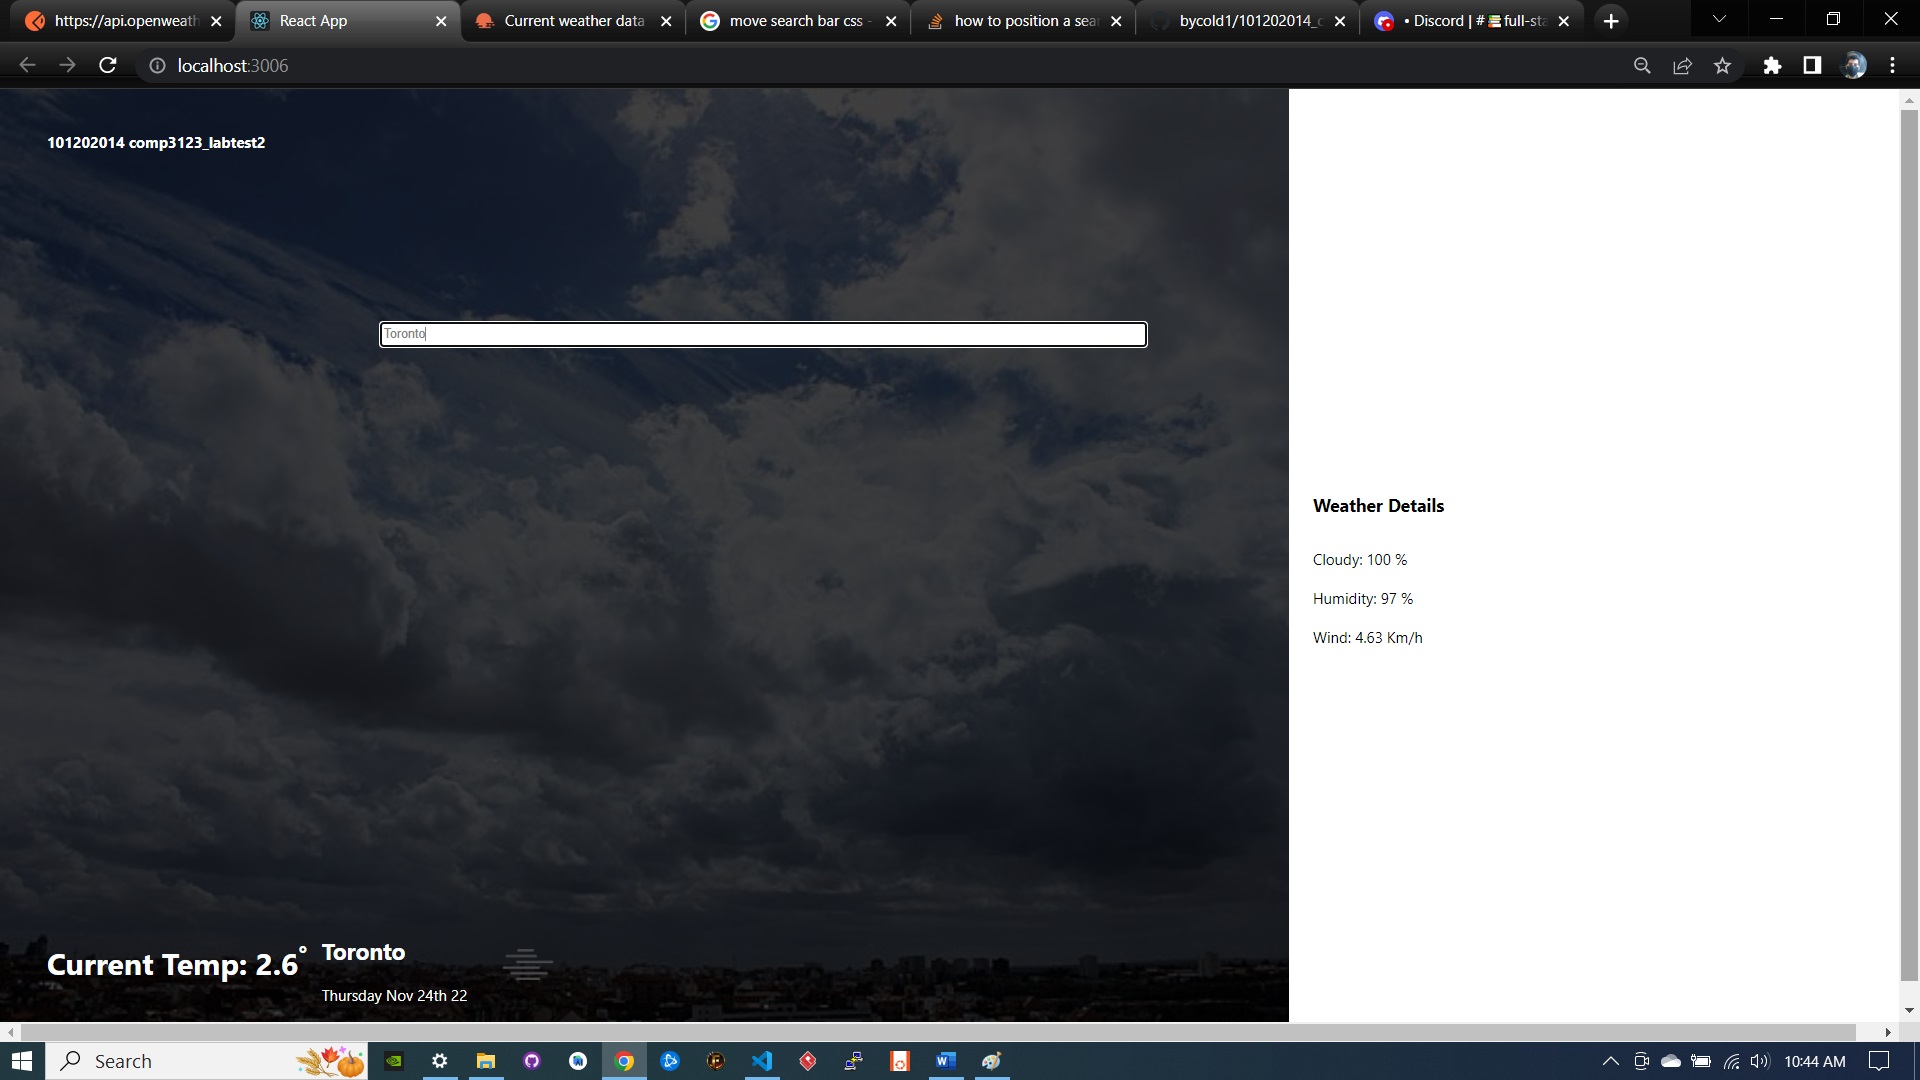 https://api.openweath
React App
Current weather data
move search bar css -
how to position a sear
bycold1/101202014_c
• Discord | #📚full-sta
localhost:3006
101202014 comp3123_labtest2
Toronto
Weather Details
Cloudy: 100 %
Humidity: 97 %
Wind: 4.63 Km/h
Current Temp: 2.6°
Toronto
Thursday Nov 24th 22
Search
10:44 AM